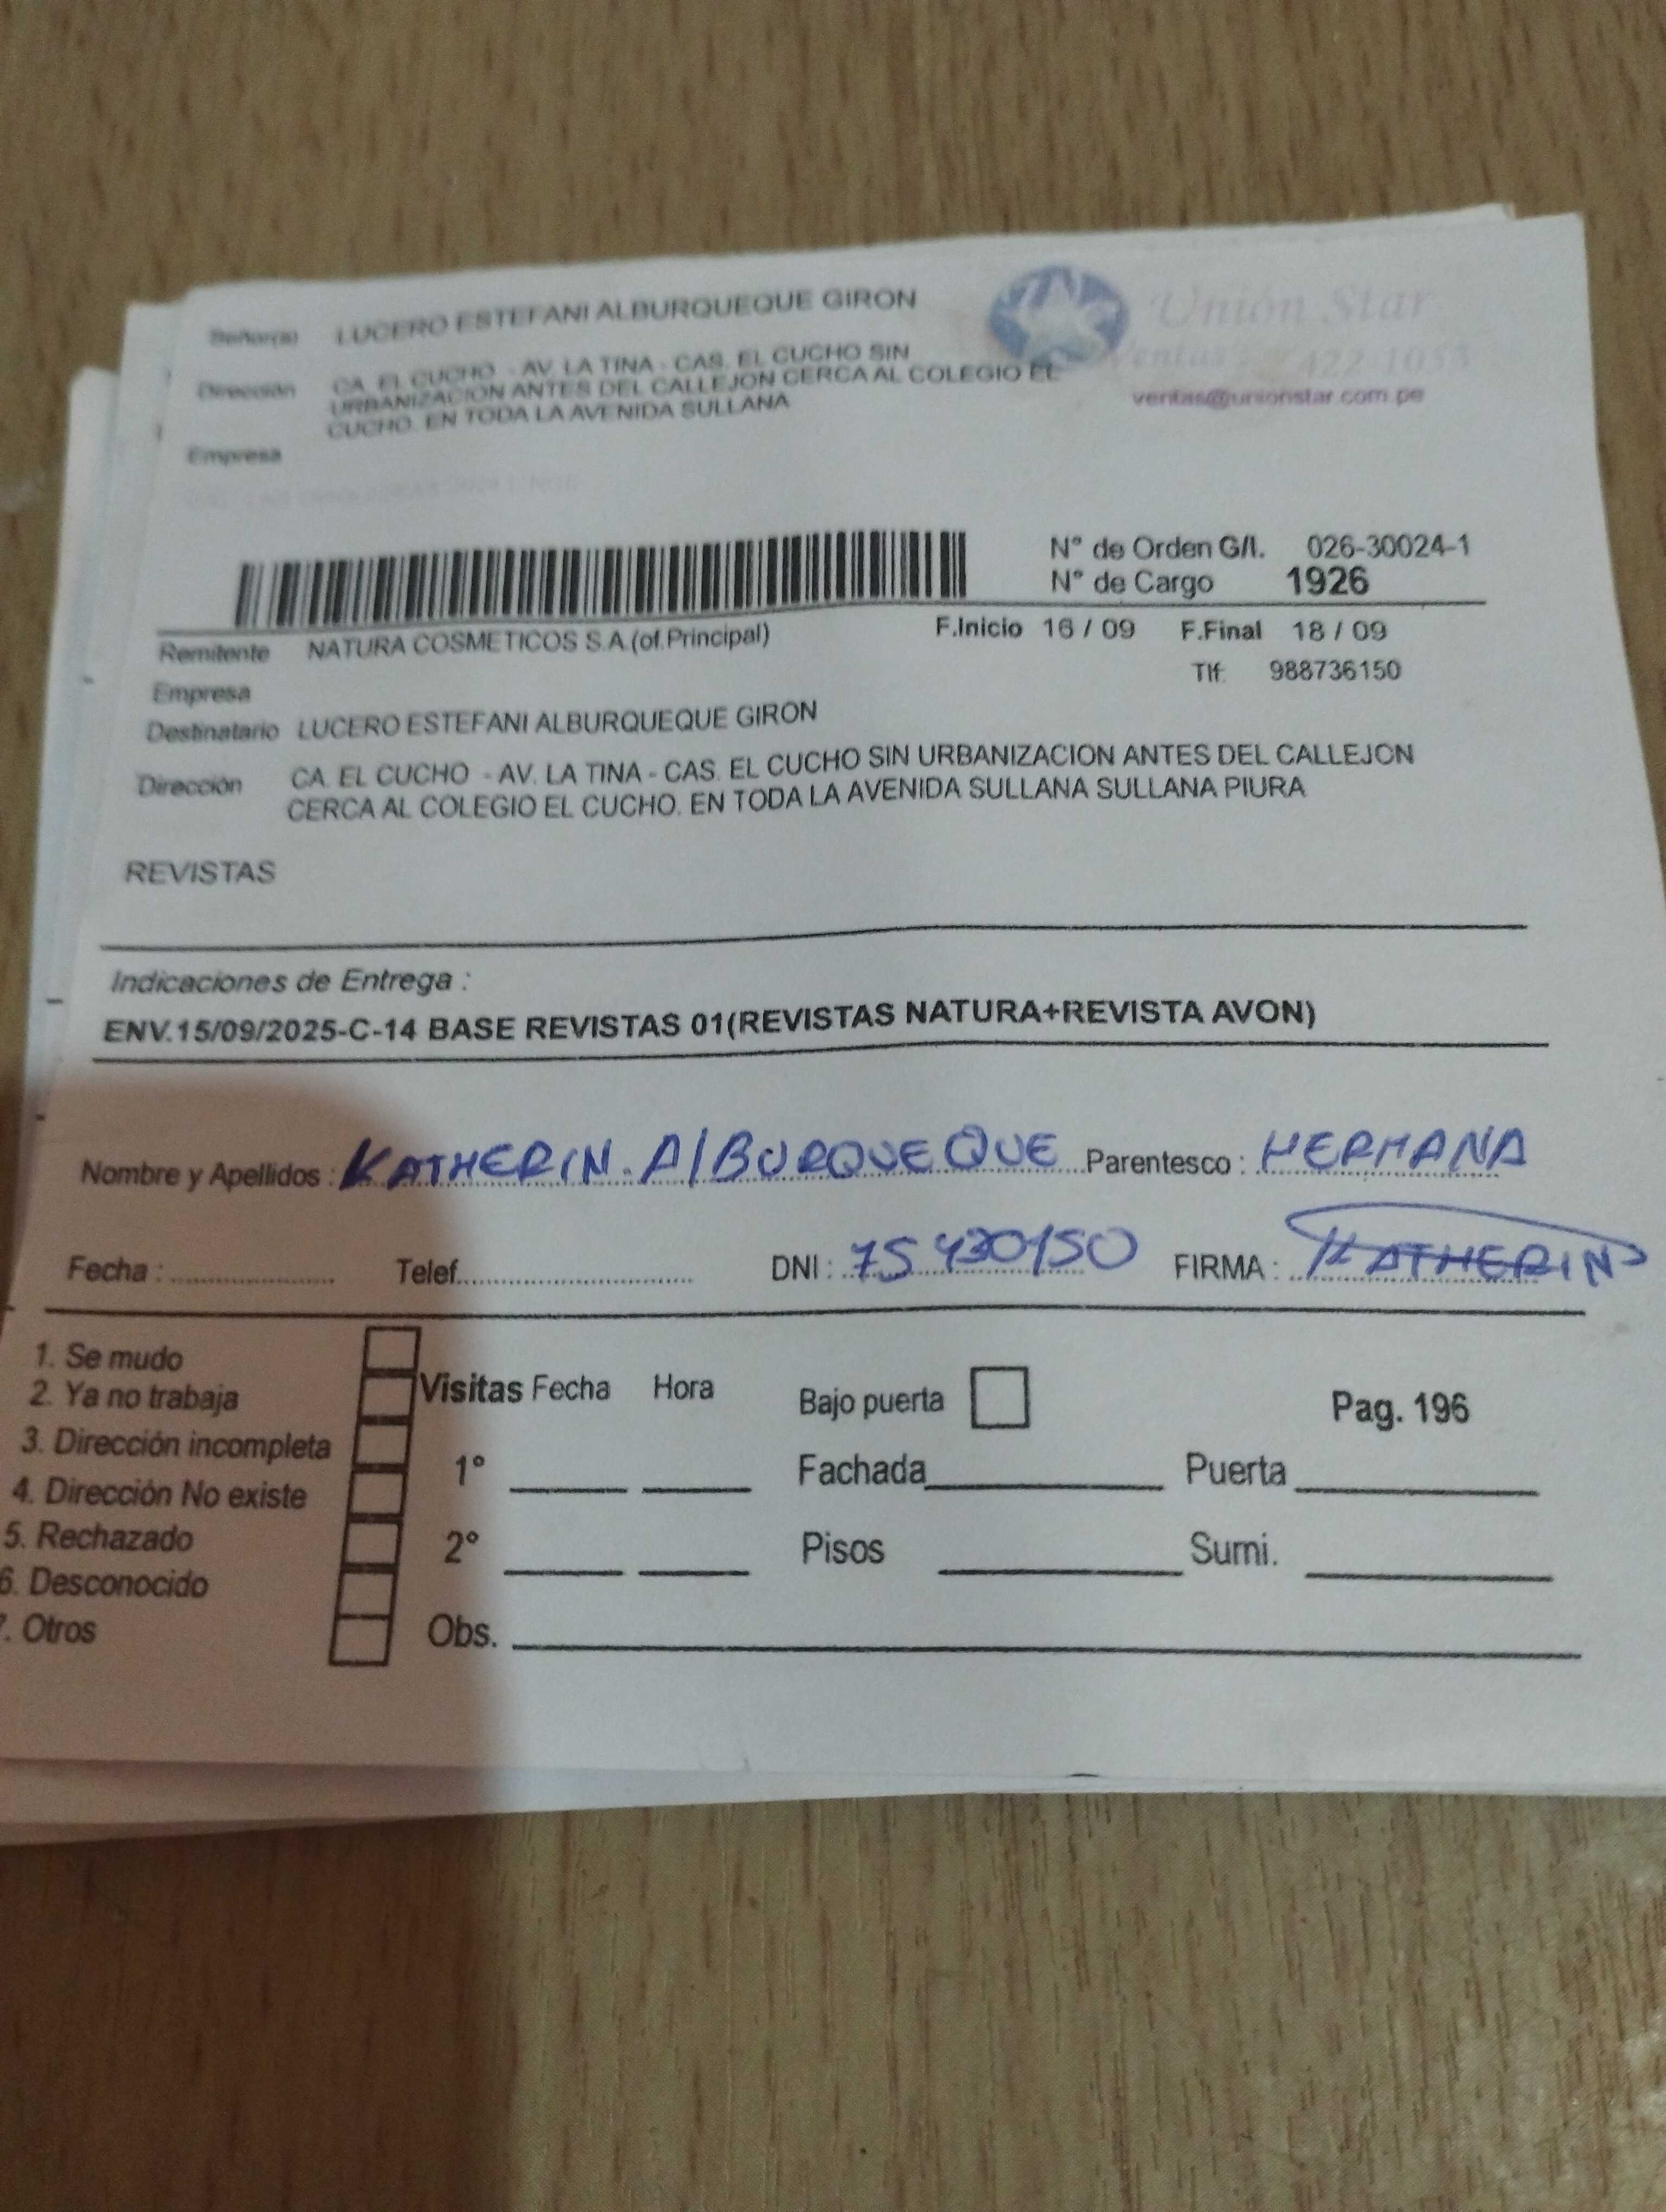 Señor(a) LUCERO ESTEFANI ALBURQUEQUE GIRON
Unión Star
Dirección CA. EL CUCHO - AV. LA TINA - CAS. EL CUCHO SIN
URBANIZACION ANTES DEL CALLEJON CERCA AL COLEGIO EL
CUCHO. EN TODA LA AVENIDA SULLANA
Ventas 422-1053
ventas@unionstar.com.pe
Empresa
N° de Orden G/I. 026-30024-1
N° de Cargo 1926
Remitente NATURA COSMETICOS S.A.(of.Principal) F.Inicio 16 / 09 F.Final 18 / 09
Tlf: 988736150
Empresa
Destinatario LUCERO ESTEFANI ALBURQUEQUE GIRON
Dirección CA. EL CUCHO - AV. LA TINA - CAS. EL CUCHO SIN URBANIZACION ANTES DEL CALLEJON
CERCA AL COLEGIO EL CUCHO. EN TODA LA AVENIDA SULLANA SULLANA PIURA
REVISTAS
Indicaciones de Entrega :
ENV.15/09/2025-C-14 BASE REVISTAS 01(REVISTAS NATURA+REVISTA AVON)
Nombre y Apellidos : KATHERIN. AlBURQUEQUE Parentesco : HERMANA
Fecha : Telef. DNI : 75430150 FIRMA : KATHERIN
1. Se mudo
2. Ya no trabaja
3. Dirección incompleta
4. Dirección No existe
5. Rechazado
6. Desconocido
7. Otros
Visitas Fecha Hora Bajo puerta Pag. 196
1° Fachada Puerta
2° Pisos Sumi.
Obs.